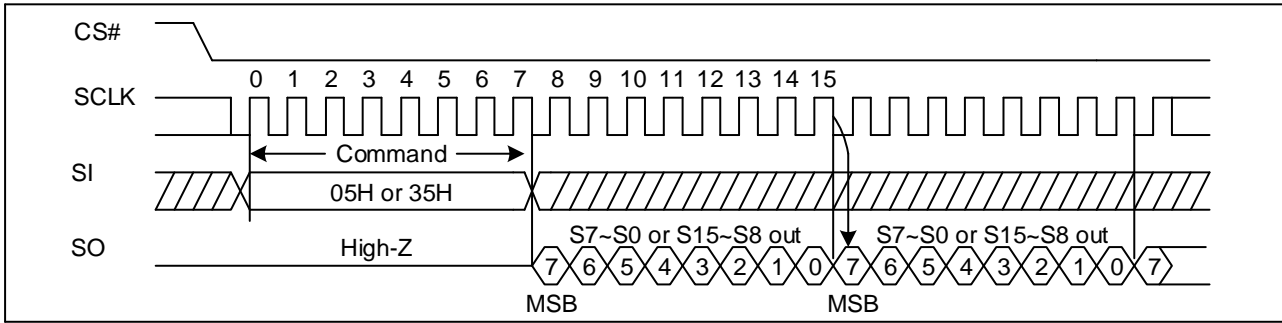 CS#
0 1 2 3 4 5 6 7 8 9 10 11 12 13 14 15
SCLK
Command
SI
05H or 35H
S7~S0 or S15~S8 out S7~S0 or S15~S8 out
SO High-Z
7 6 5 4 3 2 1 0 7 6 5 4 3 2 1 0 7
MSB MSB